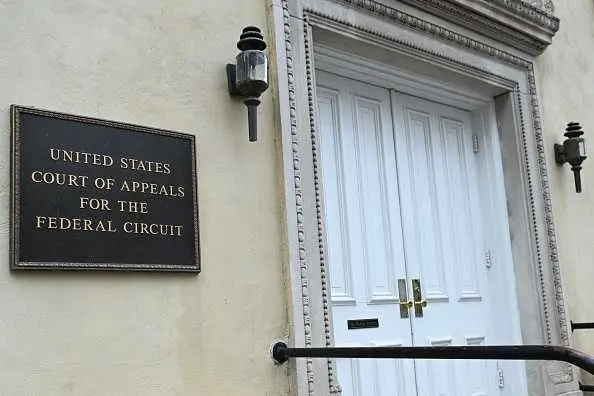 UNITED STATES
COURT OF APPEALS
FOR THE
FEDERAL CIRCUIT